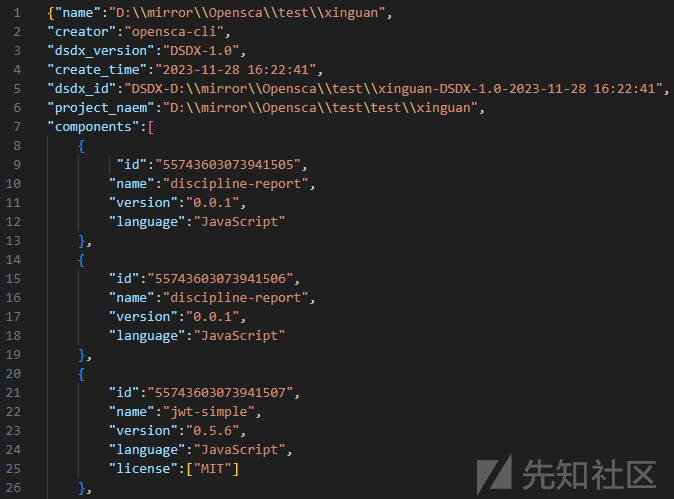 1 {"name":"D:\\mirror\\Opensca\\test\\xinguan",
2 "creator":"opensca-cli",
3 "dsdx_version":"DSDX-1.0",
4 "create_time":"2023-11-28 16:22:41",
5 "dsdx_id":"DSDX-D:\\mirror\\Opensca\\test\\xinguan-DSDX-1.0-2023-11-28 16:22:41",
6 "project_naem":"D:\\mirror\\Opensca\\test\test\\xinguan",
7 "components":[
8 {
9 "id":"55743603073941505",
10 "name":"discipline-report",
11 "version":"0.0.1",
12 "language":"JavaScript"
13 },
14 {
15 "id":"55743603073941506",
16 "name":"discipline-report",
17 "version":"0.0.1",
18 "language":"JavaScript"
19 },
20 {
21 "id":"55743603073941507",
22 "name":"jwt-simple",
23 "version":"0.5.6",
24 "language":"JavaScript",
25 "license":["MIT"]
26 },
先知社区